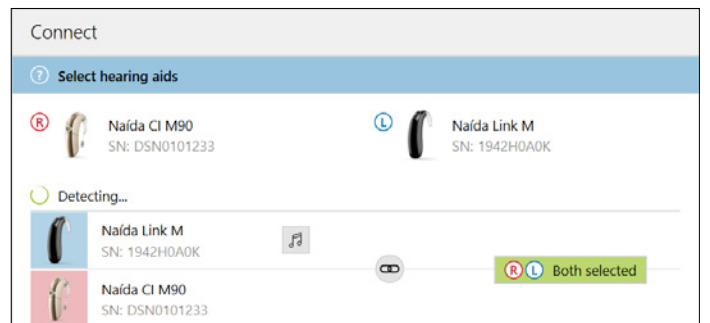 Connect
? Select hearing aids
R Naída CI M90 L Naída Link M
SN: DSN0101233 SN: 1942H0A0K
Detecting...
Naída Link M
SN: 1942H0A0K
R L Both selected
Naída CI M90
SN: DSN0101233